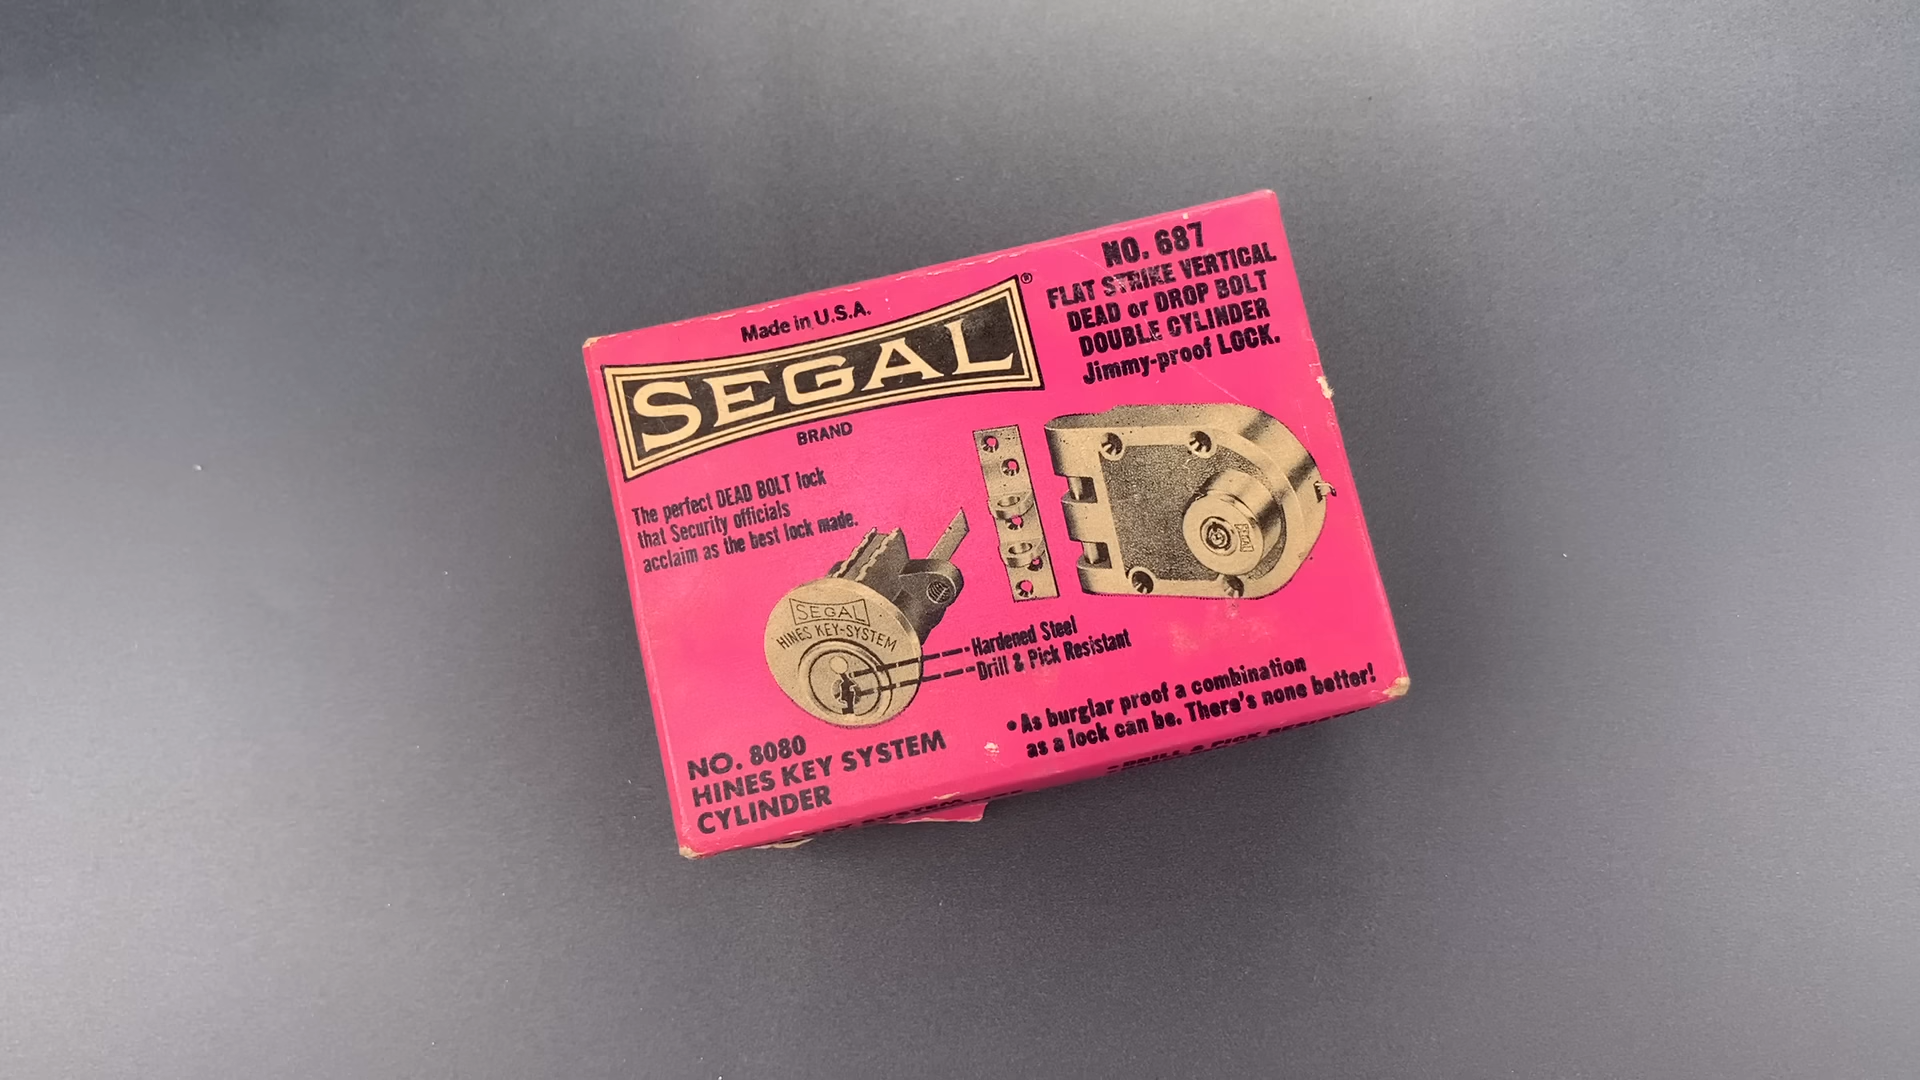 Made in U.S.A.
SEGAL®
BRAND
NO. 687
FLAT STRIKE VERTICAL
DEAD or DROP BOLT
DOUBLE CYLINDER
Jimmy-proof LOCK.
The perfect DEAD BOLT lock
that Security officials
acclaim as the best lock made.
SEGAL
SEGAL
HINES KEY-SYSTEM
Hardened Steel
Drill & Pick Resistant
• As burglar proof a combination
as a lock can be. There's none better!
NO. 8080
HINES KEY SYSTEM
CYLINDER